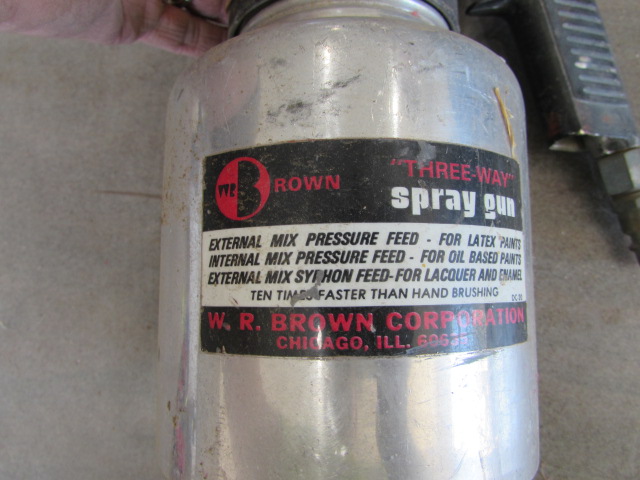 WR BROWN
"THREE-WAY"
spray gun
EXTERNAL MIX PRESSURE FEED - FOR LATEX PAINTS
INTERNAL MIX PRESSURE FEED - FOR OIL BASED PAINTS
EXTERNAL MIX SYPHON FEED-FOR LACQUER AND ENAMEL
TEN TIMES FASTER THAN HAND BRUSHING
W. R. BROWN CORPORATION
CHICAGO, ILL.